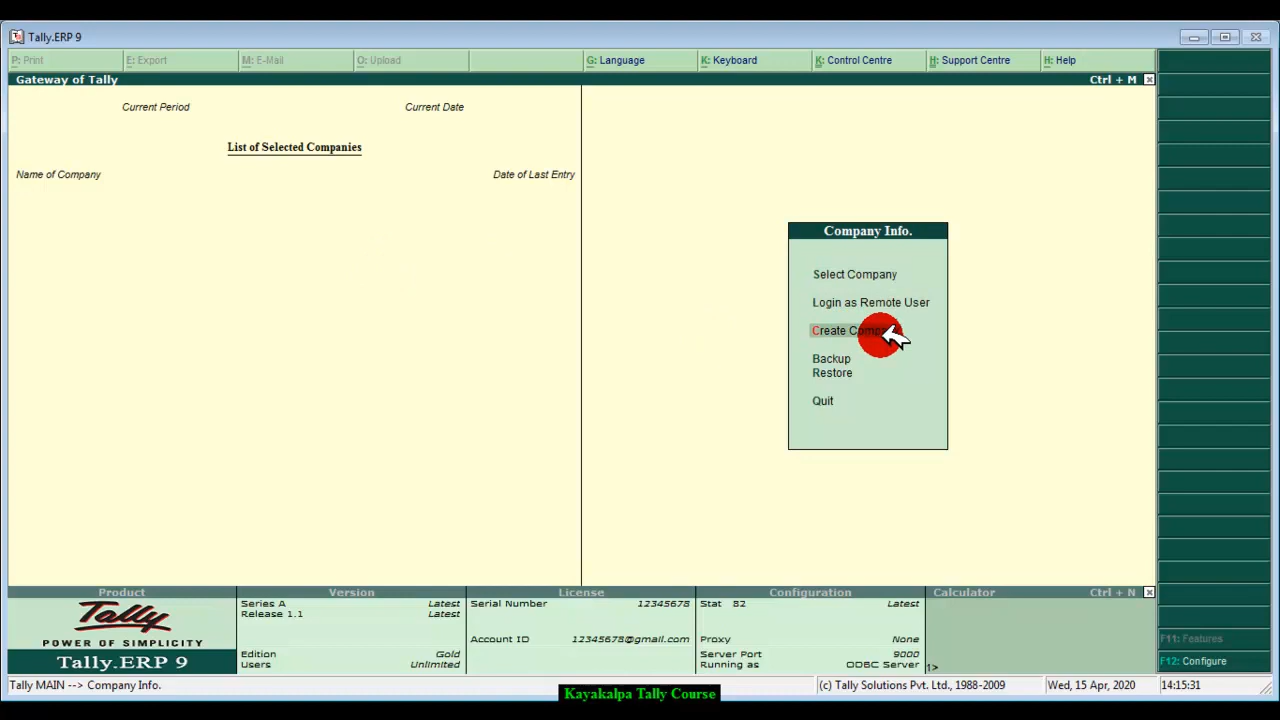 Tally.ERP 9
P: Print E: Export M: E-Mail O: Upload G: Language K: Keyboard K: Control Centre H: Support Centre H: Help
Gateway of Tally Ctrl + M
Current Period Current Date
List of Selected Companies
Name of Company Date of Last Entry
Company Info.
Select Company
Login as Remote User
Create
Backup
Restore
Quit
Product Version License Configuration Calculator Ctrl + N
Tally
POWER OF SIMPLICITY
Tally.ERP 9
Series A Latest
Release 1.1 Latest
Edition Gold
Users Unlimited
Serial Number 12345678
Account ID 12345678@gmail.com
Stat 82 Latest
Proxy None
Server Port 9000
Running as ODBC Server
1>
F11: Features
F12: Configure
Tally MAIN --> Company Info. (c) Tally Solutions Pvt. Ltd., 1988-2009 Wed, 15 Apr, 2020 14:15:31
Kayakalpa Tally Course